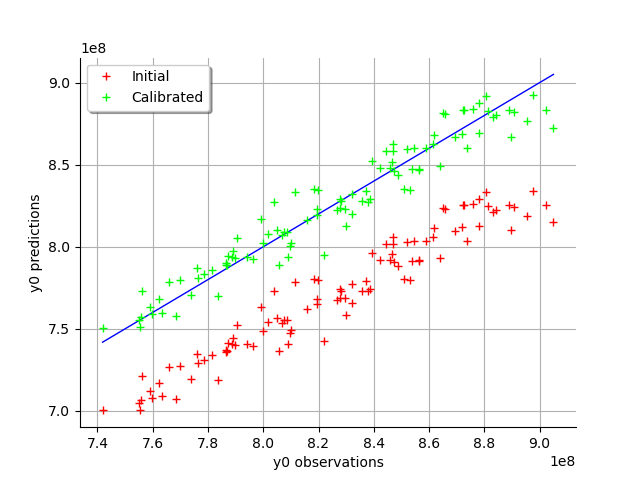 1e8
Initial
Calibrated
9.0
8.5
8.0
7.5
7.0
y0 predictions
7.4 7.6 7.8 8.0 8.2 8.4 8.6 8.8 9.0
y0 observations
1e8